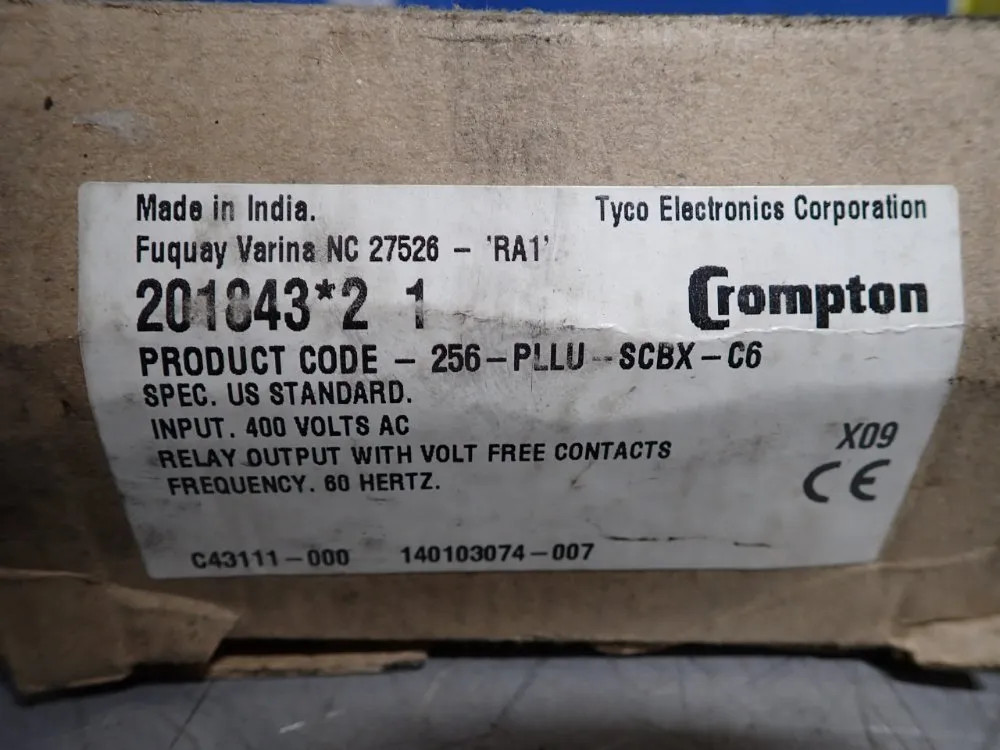 Made in India.
Tyco Electronics Corporation
Fuquay Varina NC 27526 - 'RA1'
201843*2 1
Crompton
PRODUCT CODE - 256-PLLU-SCBX-C6
SPEC. US STANDARD.
INPUT. 400 VOLTS AC
X09
RELAY OUTPUT WITH VOLT FREE CONTACTS
FREQUENCY. 60 HERTZ.
CE
C43111-000 140103074-007